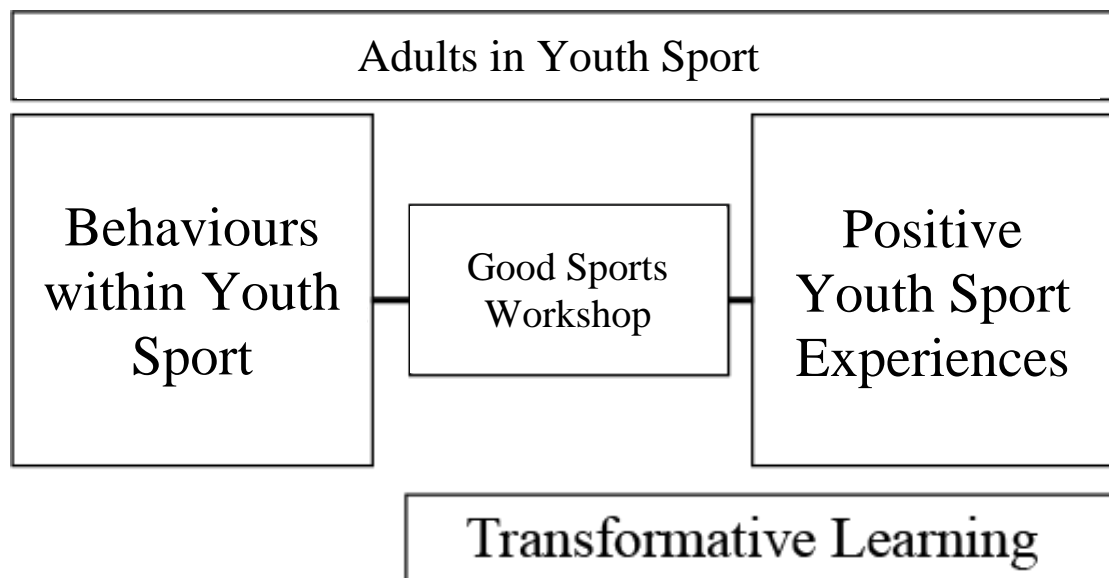 Adults in Youth Sport
Behaviours
within Youth
Sport
Good Sports
Workshop
Positive
Youth Sport
Experiences
Transformative Learning